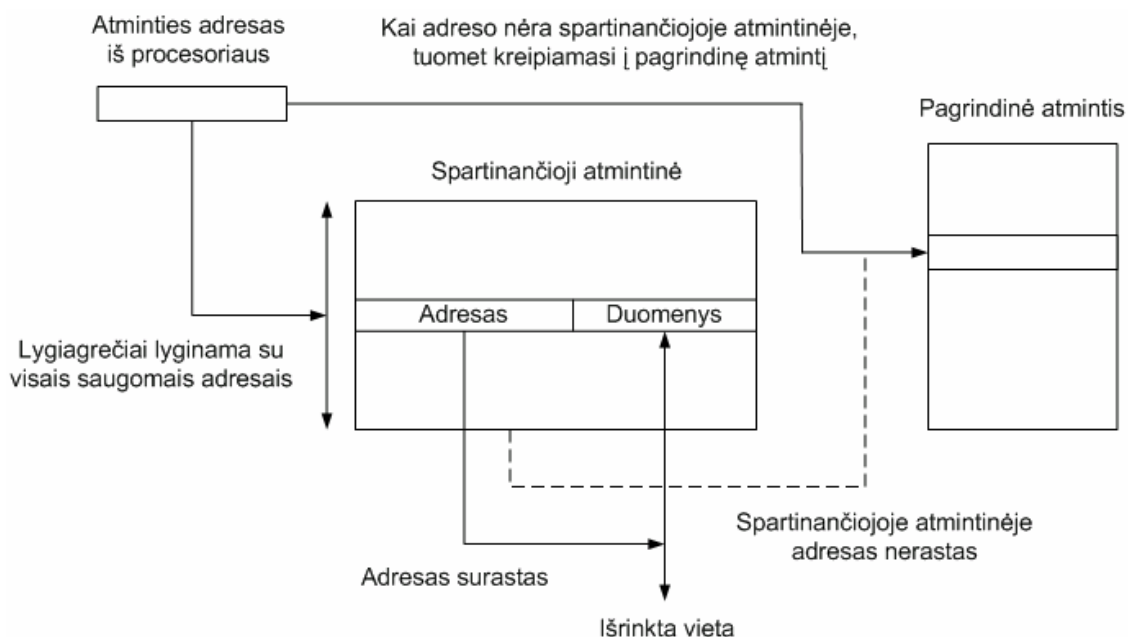 Atminties adresas
iš procesoriaus
Kai adreso nėra spartinančiojoje atmintinėje,
tuomet kreipiamasi į pagrindinę atmintį
Pagrindinė atmintis
Spartinančioji atmintinė
Adresas
Duomenys
Lygiagrečiai lyginama su
visais saugomais adresais
Spartinančiojoje atmintinėje
adresas nerastas
Adresas surastas
Išrinkta vieta